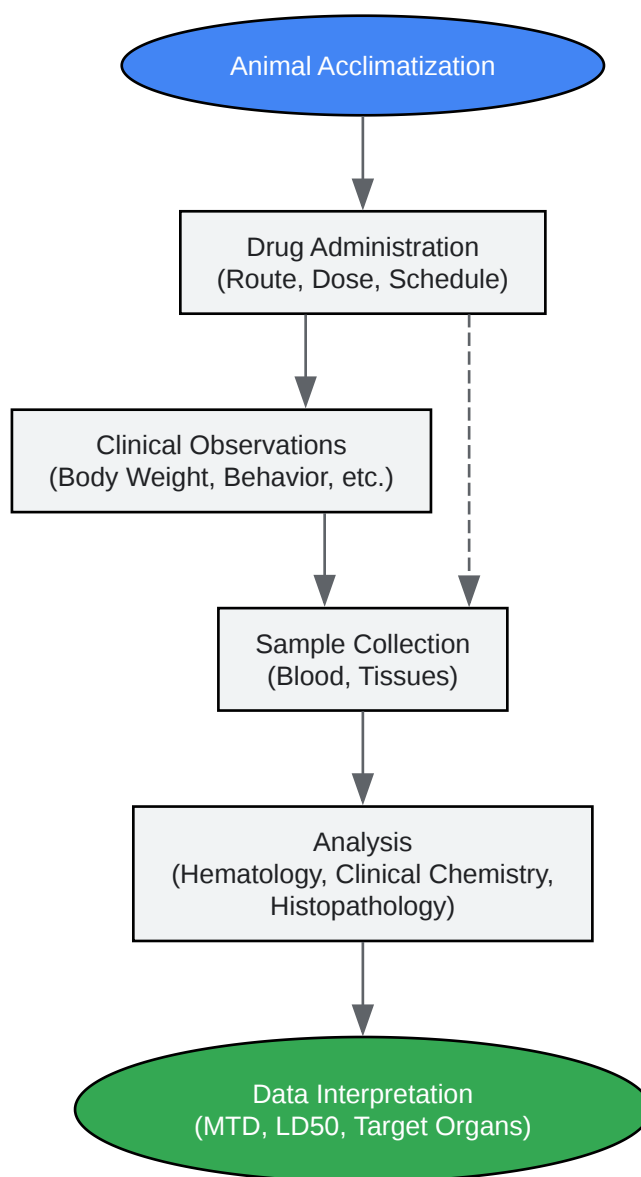 Animal Acclimatization
Drug Administration
(Route, Dose, Schedule)
Clinical Observations
(Body Weight, Behavior, etc.)
Sample Collection
(Blood, Tissues)
Analysis
(Hematology, Clinical Chemistry,
Histopathology)
Data Interpretation
(MTD, LD50, Target Organs)